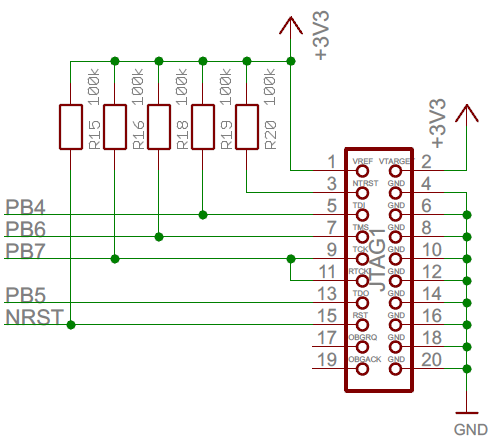 +3V3
R15 100k
R16 100k
R18 100k
R19 100k
R20 100k
+3V3
JTAG1
1 VREF VTARGET 2
3 NTRST GND 4
PB4 5 TDI GND 6
PB6 7 TMS GND 8
PB7 9 TCK GND 10
11 RTCK GND 12
PB5 13 TDO GND 14
NRST 15 RST GND 16
17 OBGRQ GND 18
19 OBGACK GND 20
GND